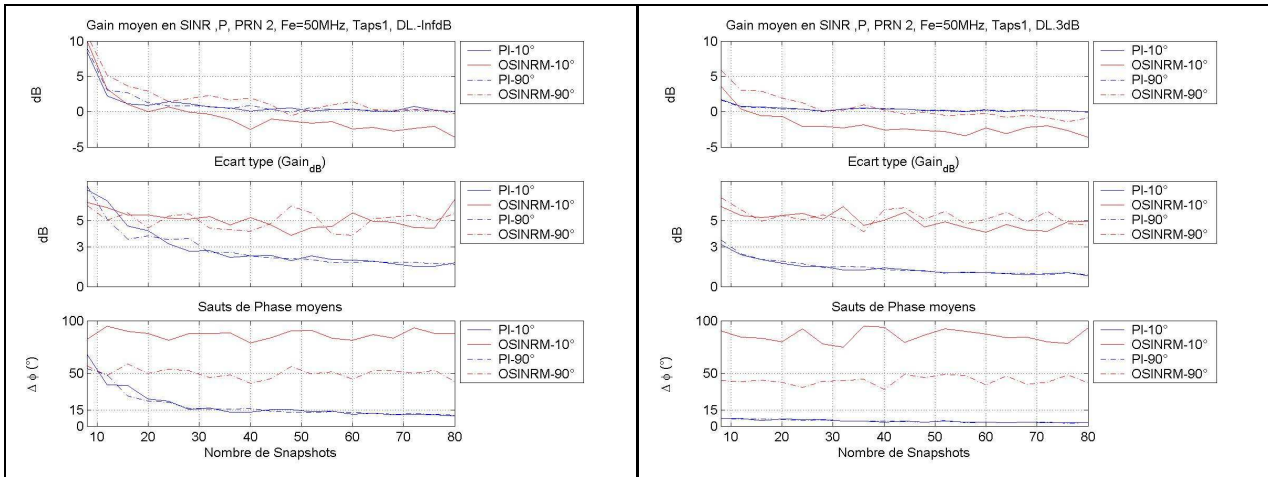 Gain moyen en SINR ,P, PRN 2, Fe=50MHz, Taps1, DL.-InfdB
10
5
0
-5
dB
PI-10°
OSINRM-10°
PI-90°
OSINRM-90°
Ecart type (Gain dB)
5
3
0
dB
PI-10°
OSINRM-10°
PI-90°
OSINRM-90°
Sauts de Phase moyens
100
50
15
0
Δ ϕ (°)
PI-10°
OSINRM-10°
PI-90°
OSINRM-90°
10 20 30 40 50 60 70 80
Nombre de Snapshots
Gain moyen en SINR ,P, PRN 2, Fe=50MHz, Taps1, DL.3dB
10
5
0
-5
dB
PI-10°
OSINRM-10°
PI-90°
OSINRM-90°
Ecart type (Gain dB)
5
3
0
dB
PI-10°
OSINRM-10°
PI-90°
OSINRM-90°
Sauts de Phase moyens
100
50
15
0
Δ ϕ (°)
PI-10°
OSINRM-10°
PI-90°
OSINRM-90°
10 20 30 40 50 60 70 80
Nombre de Snapshots